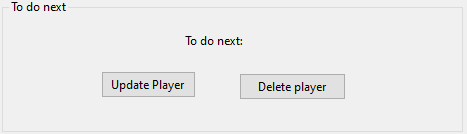 To do next
To do next:
Update Player
Delete player